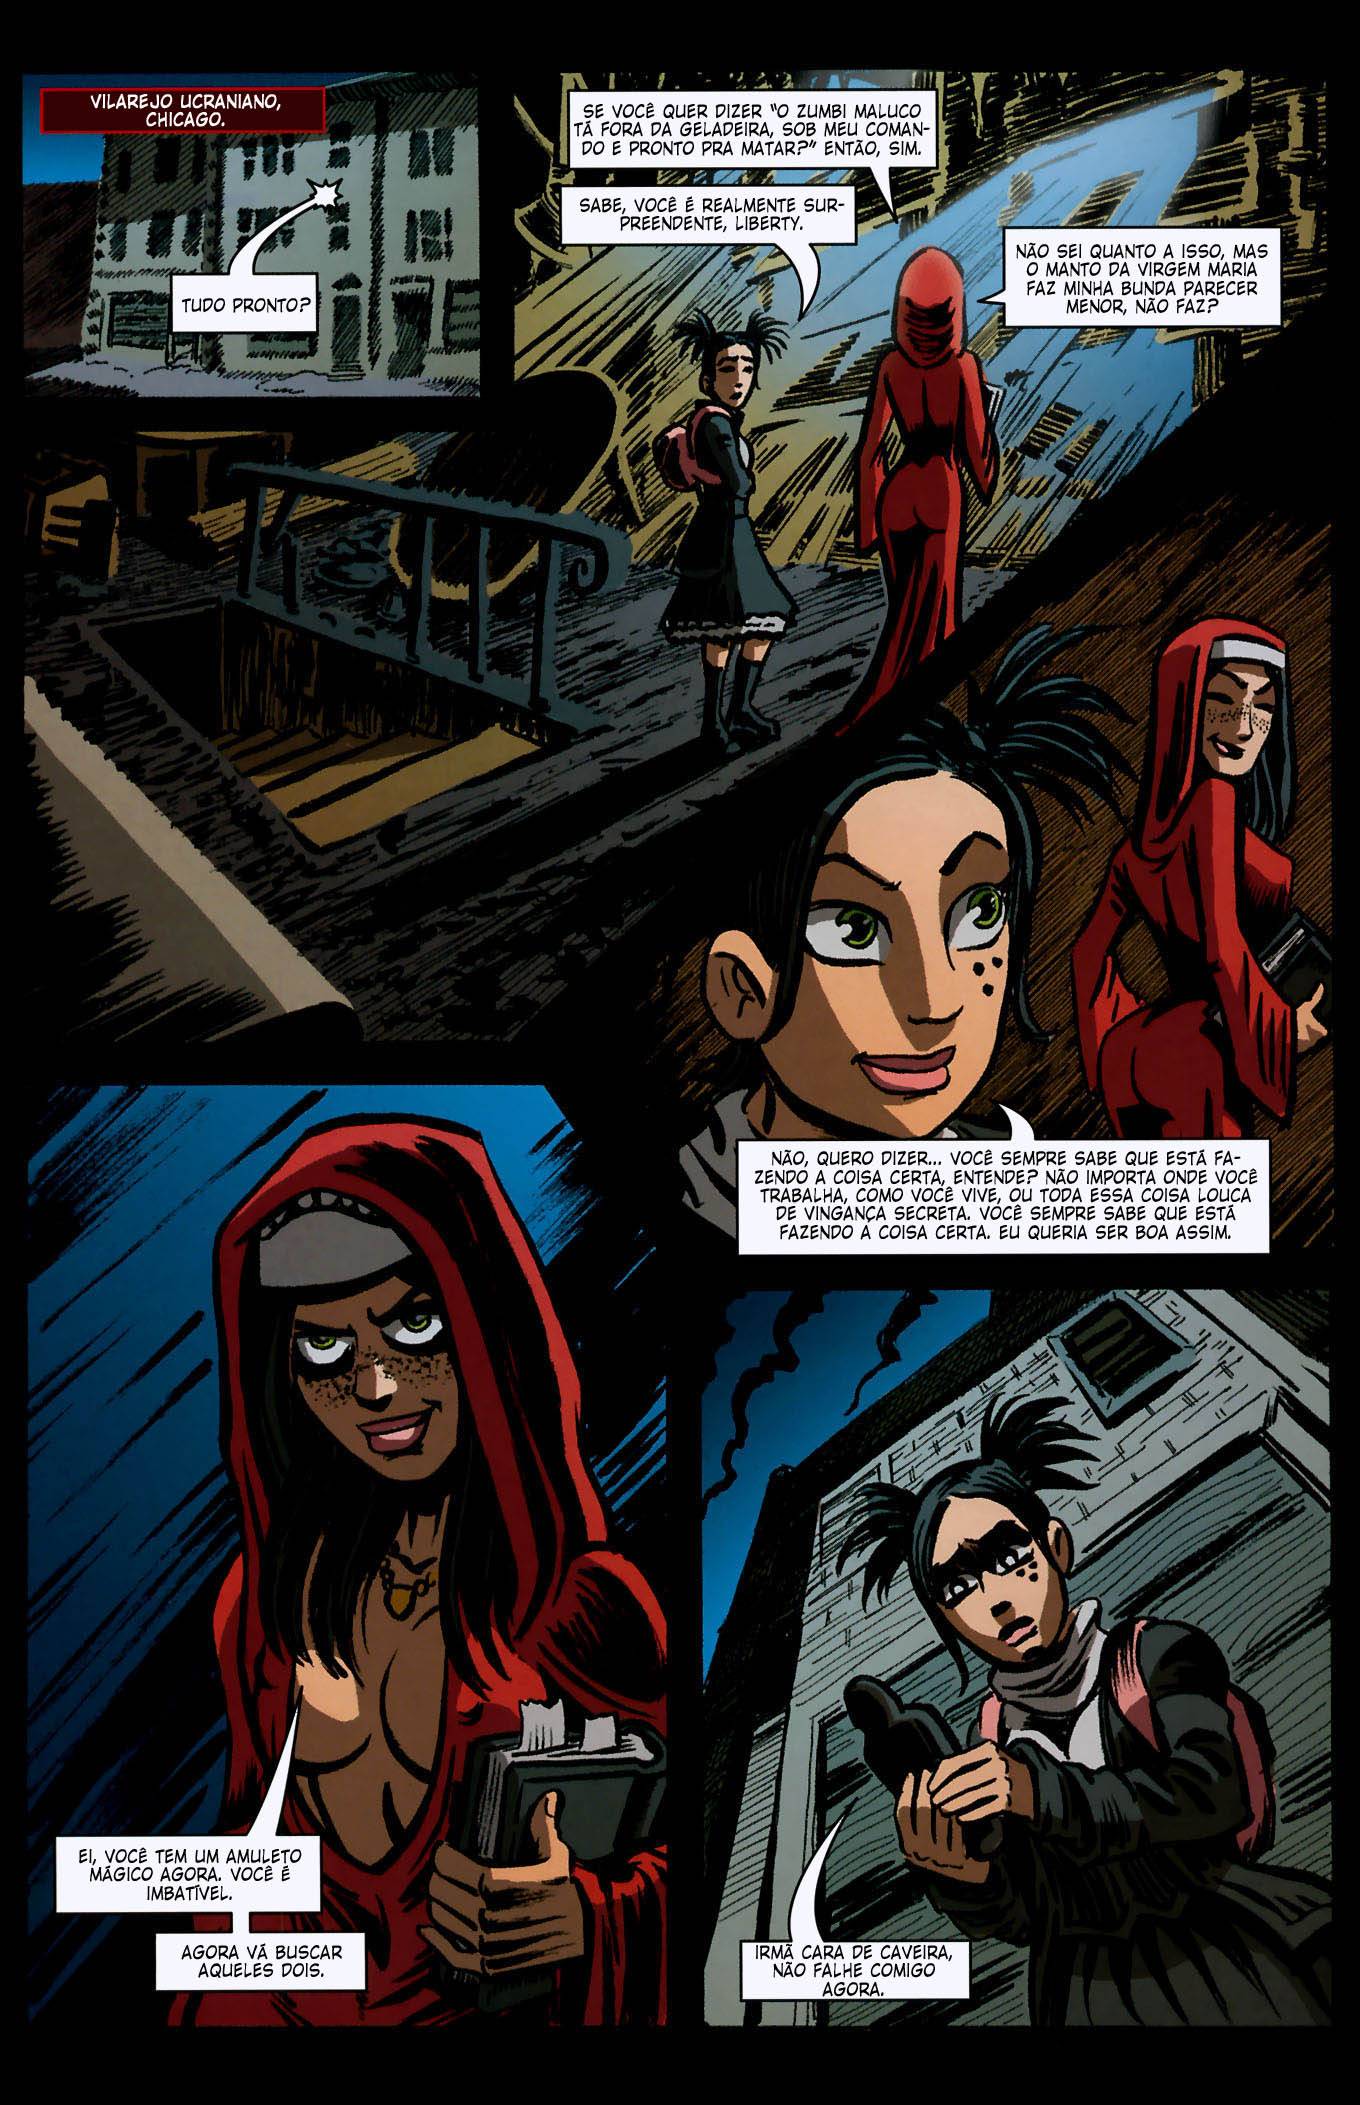 VILAREJO UCRANIANO,
CHICAGO.
TUDO PRONTO?
SE VOCÊ QUER DIZER "O ZUMBI MALUCO
TÁ FORA DA GELADEIRA, SOB MEU COMAN-
DO E PRONTO PRA MATAR?" ENTÃO, SIM.
SABE, VOCÊ É REALMENTE SUR-
PREENDENTE, LIBERTY.
NÃO SEI QUANTO A ISSO, MAS
O MANTO DA VIRGEM MARIA
FAZ MINHA BUNDA PARECER
MENOR, NÃO FAZ?
NÃO, QUERO DIZER... VOCÊ SEMPRE SABE QUE ESTÁ FA-
ZENDO A COISA CERTA, ENTENDE? NÃO IMPORTA ONDE VOCÊ
TRABALHA, COMO VOCÊ VIVE, OU TODA ESSA COISA LOUCA
DE VINGANÇA SECRETA. VOCÊ SEMPRE SABE QUE ESTÁ
FAZENDO A COISA CERTA. EU QUERIA SER BOA ASSIM.
EI, VOCÊ TEM UM AMULETO
MÁGICO AGORA. VOCÊ É
IMBATÍVEL.
AGORA VÁ BUSCAR
AQUELES DOIS.
IRMÃ CARA DE CAVEIRA,
NÃO FALHE COMIGO
AGORA.